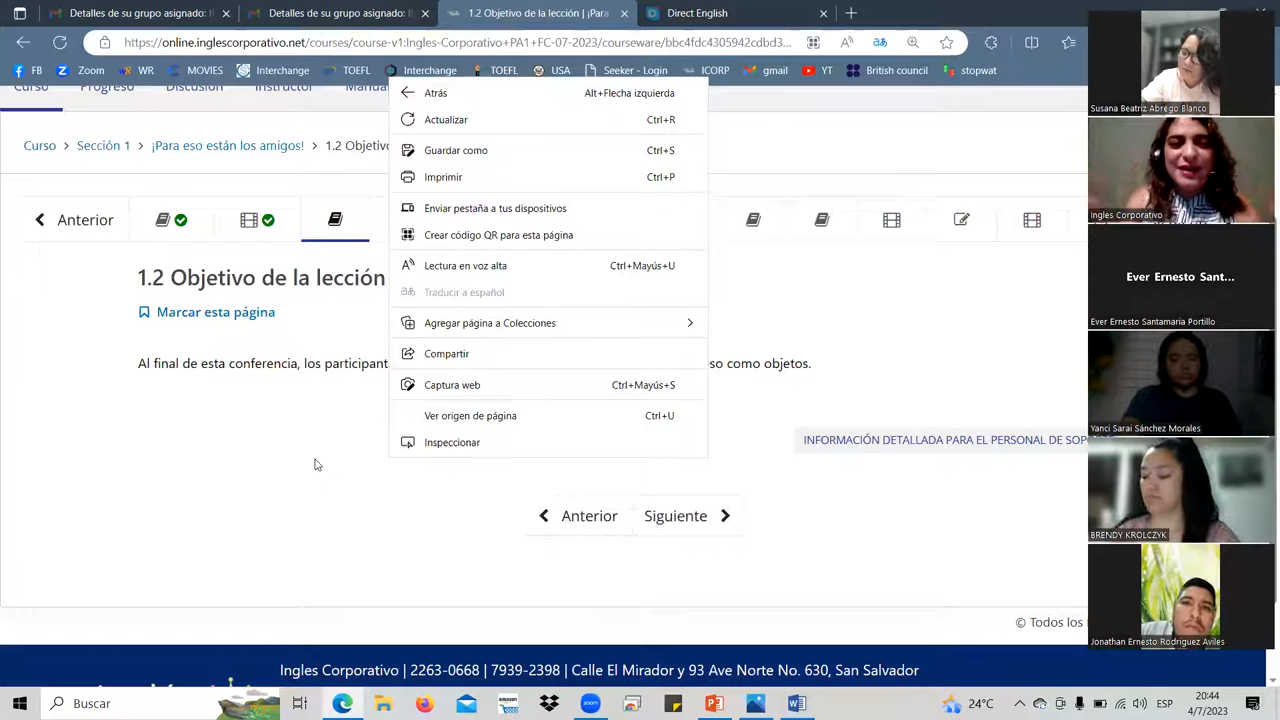 Detalles de su grupo asignado: I
Detalles de su grupo asignado: I
1.2 Objetivo de la lección | ¡Para
Direct English
https://online.inglescorporativo.net/courses/course-v1:Ingles-Corporativo+PA1+FC-07-2023/courseware/bbc4fdc4305942cdbd3...
FB Zoom WR MOVIES Interchange TOEFL Interchange TOEFL USA Seeker - Login ICORP gmail YT British council stopwat
Curso Progreso Discusión Instructor
Curso > Sección 1 > ¡Para eso están los amigos! > 1.2 Objetivo
Anterior
1.2 Objetivo de la lección
Marcar esta página
Al final de esta conferencia, los participant
so como objetos.
Atrás Alt+Flecha izquierda
Actualizar Ctrl+R
Guardar como Ctrl+S
Imprimir Ctrl+P
Enviar pestaña a tus dispositivos
Crear código QR para esta página
Lectura en voz alta Ctrl+Mayús+U
Traducir a español
Agregar página a Colecciones
Compartir
Captura web Ctrl+Mayús+S
Ver origen de página Ctrl+U
Inspeccionar
INFORMACIÓN DETALLADA PARA EL PERSONAL DE SOPORTE
Anterior Siguiente
© Todos los
Ingles Corporativo | 2263-0668 | 7939-2398 | Calle El Mirador y 93 Ave Norte No. 630, San Salvador
Buscar
amazon
zoom
24°C
ESP
20:44
4/7/2023
Susana Beatriz Abrego Blanco
Ingles Corporativo
Ever Ernesto Sant...
Ever Ernesto Santamaría Portillo
Yanci Sarai Sánchez Morales
BRENDY KROLCZYK
Jonathan Ernesto Rodriguez Aviles